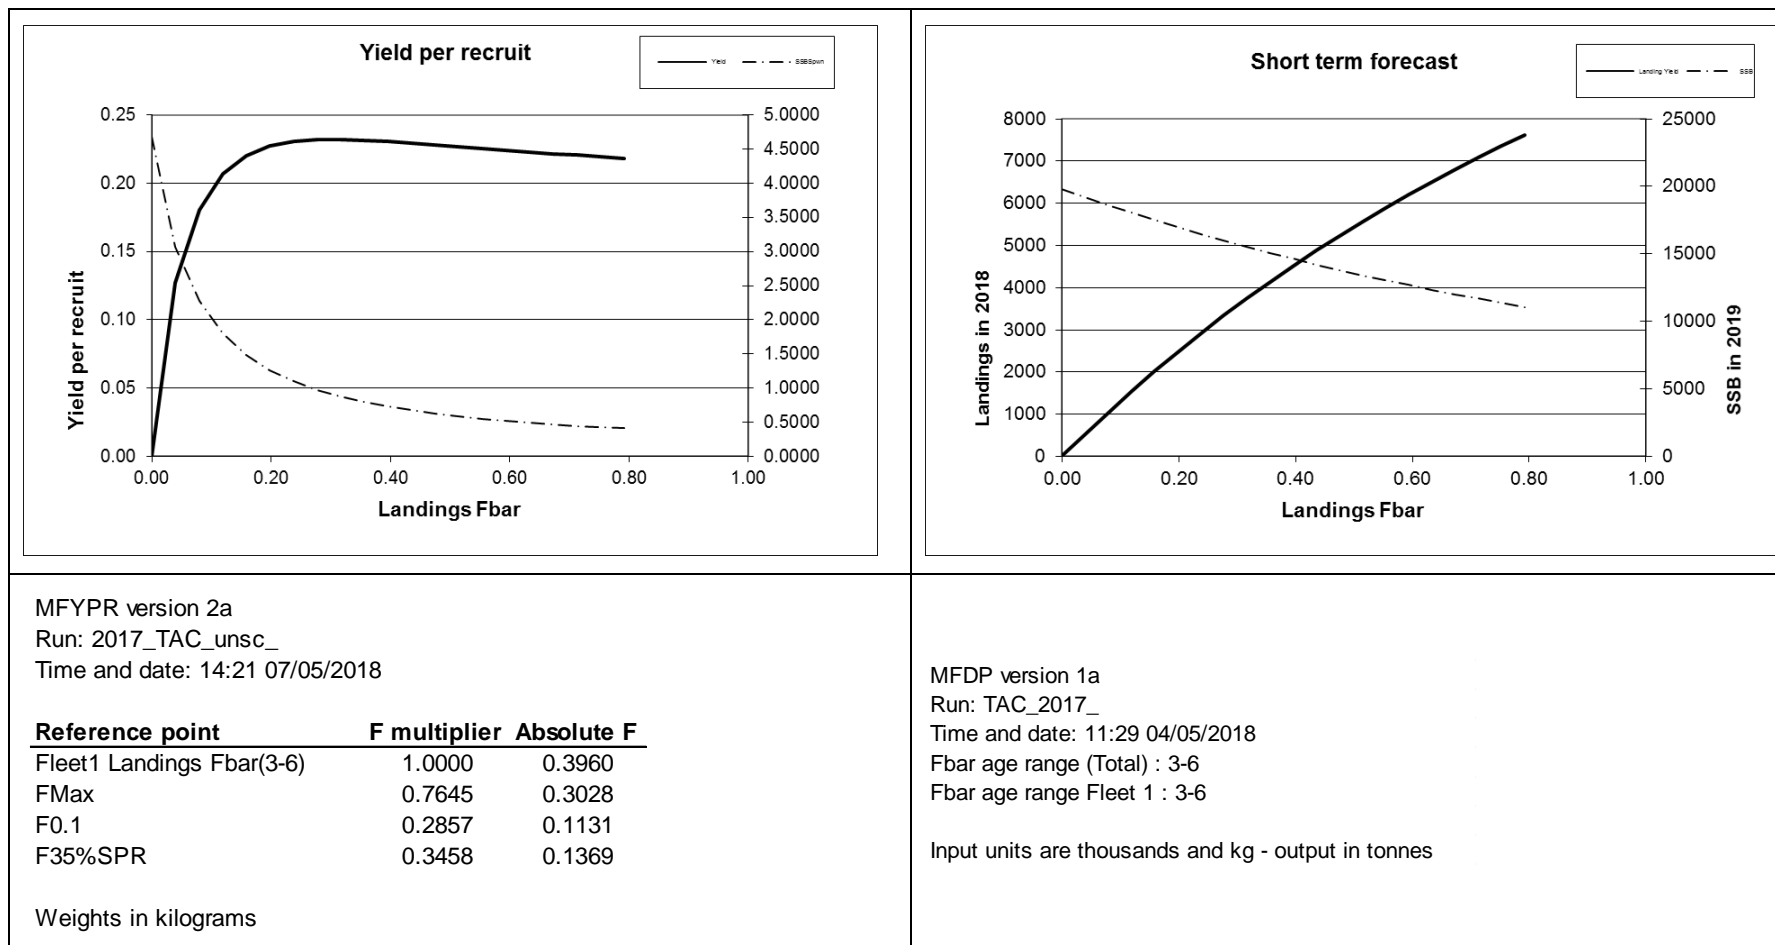 Yield per recruit
Yield SSBSpwn
0.25 5.0000
4.5000
0.20 4.0000
3.5000
0.15 3.0000
2.5000
0.10 2.0000
1.5000
0.05 1.0000
0.5000
0.00 0.0000
0.00 0.20 0.40 0.60 0.80 1.00
Yield per recruit
Landings Fbar
Short term forecast
Landing Yield SSB
8000 25000
7000
6000 20000
5000 15000
4000
3000 10000
2000
1000 5000
0 0
0.00 0.20 0.40 0.60 0.80 1.00
Landings in 2018
SSB in 2019
Landings Fbar
MFYPR version 2a
Run: 2017_TAC_unsc_
Time and date: 14:21 07/05/2018
Reference point F multiplier Absolute F
Fleet1 Landings Fbar(3-6) 1.0000 0.3960
FMax 0.7645 0.3028
F0.1 0.2857 0.1131
F35%SPR 0.3458 0.1369
Weights in kilograms
MFDP version 1a
Run: TAC_2017_
Time and date: 11:29 04/05/2018
Fbar age range (Total) : 3-6
Fbar age range Fleet 1 : 3-6
Input units are thousands and kg - output in tonnes